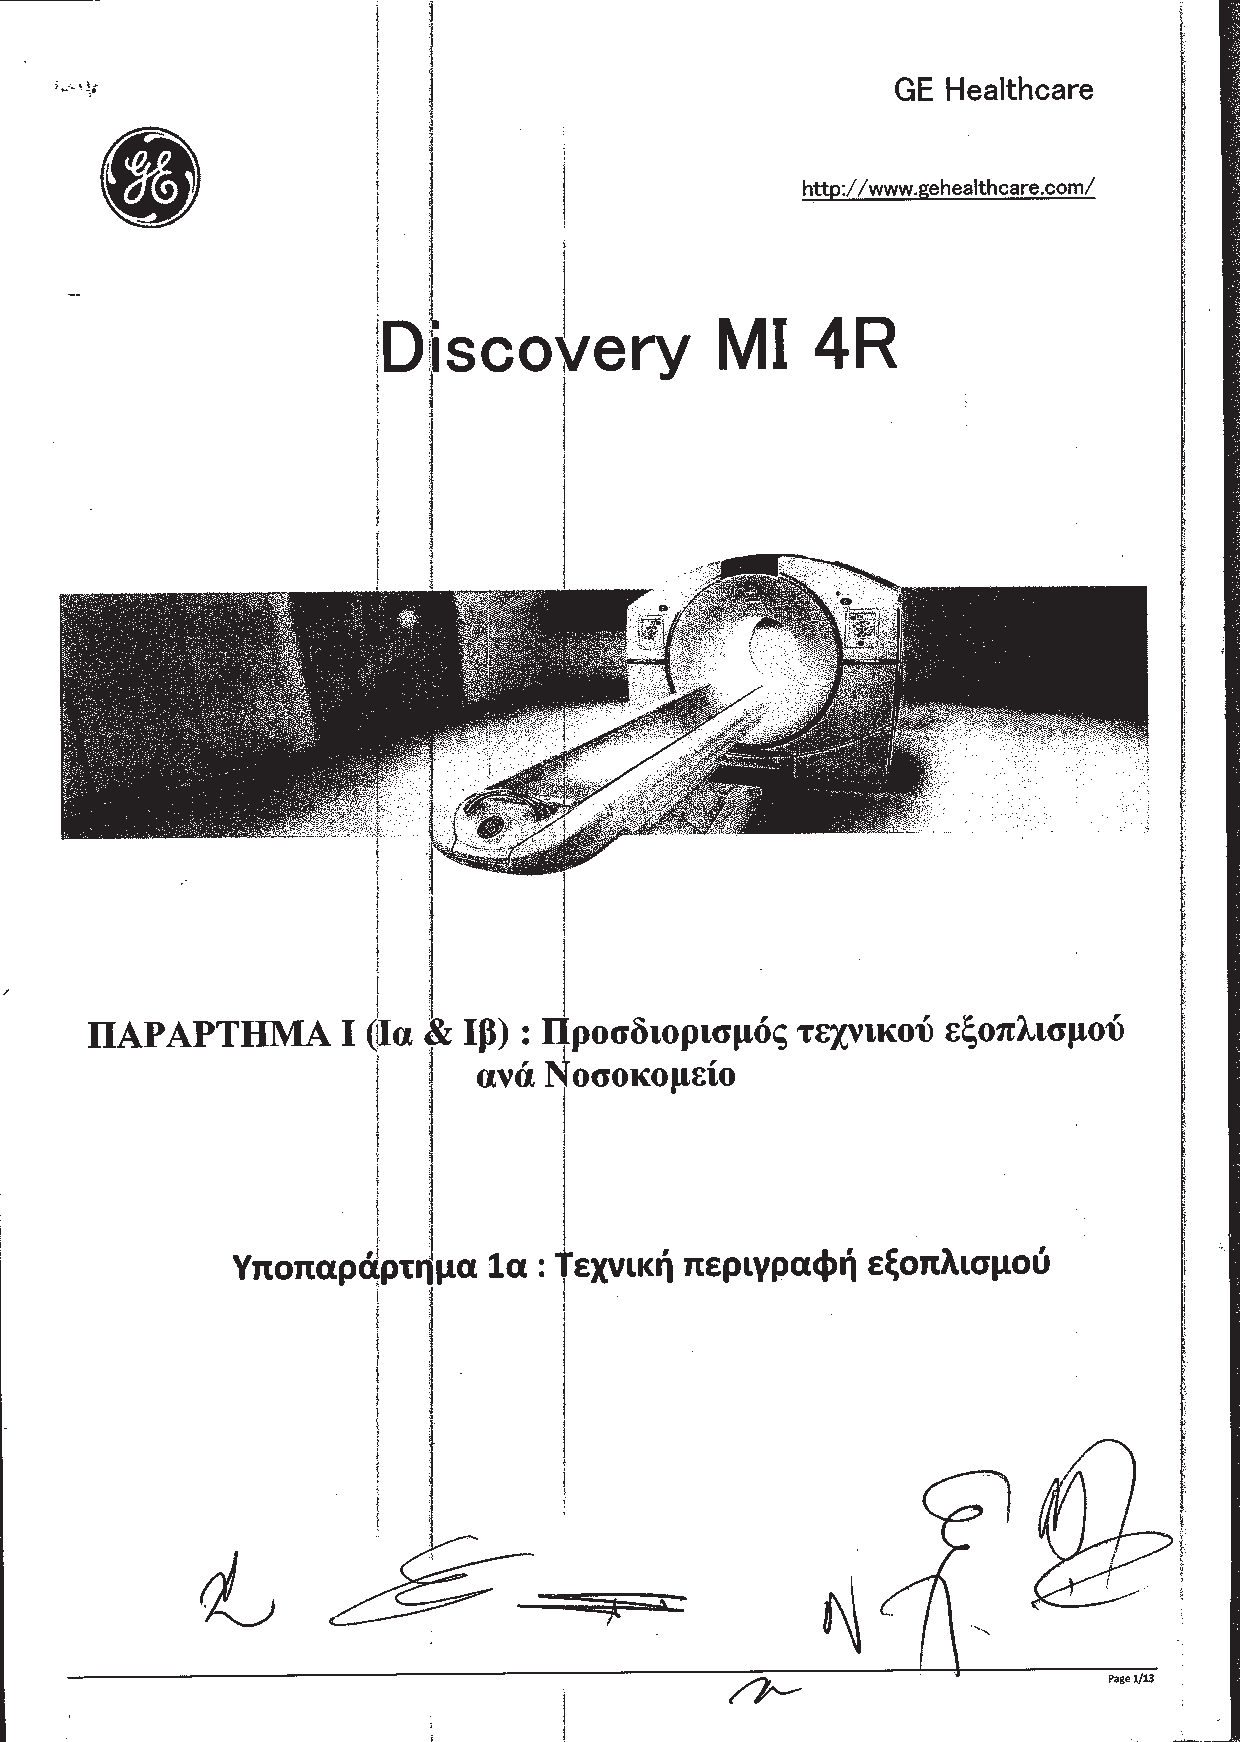 GE Healthcare
GE
http://www.gehealthcare.com/
Discovery MI 4R
ΠΑΡΑΡΤΗΜΑ Ι (Ια & Ιβ) : Προσδιορισμός τεχνικού εξοπλισμού
ανά Νοσοκομείο
Υποπαράρτημα 1α : Τεχνική περιγραφή εξοπλισμού
Page 1/13